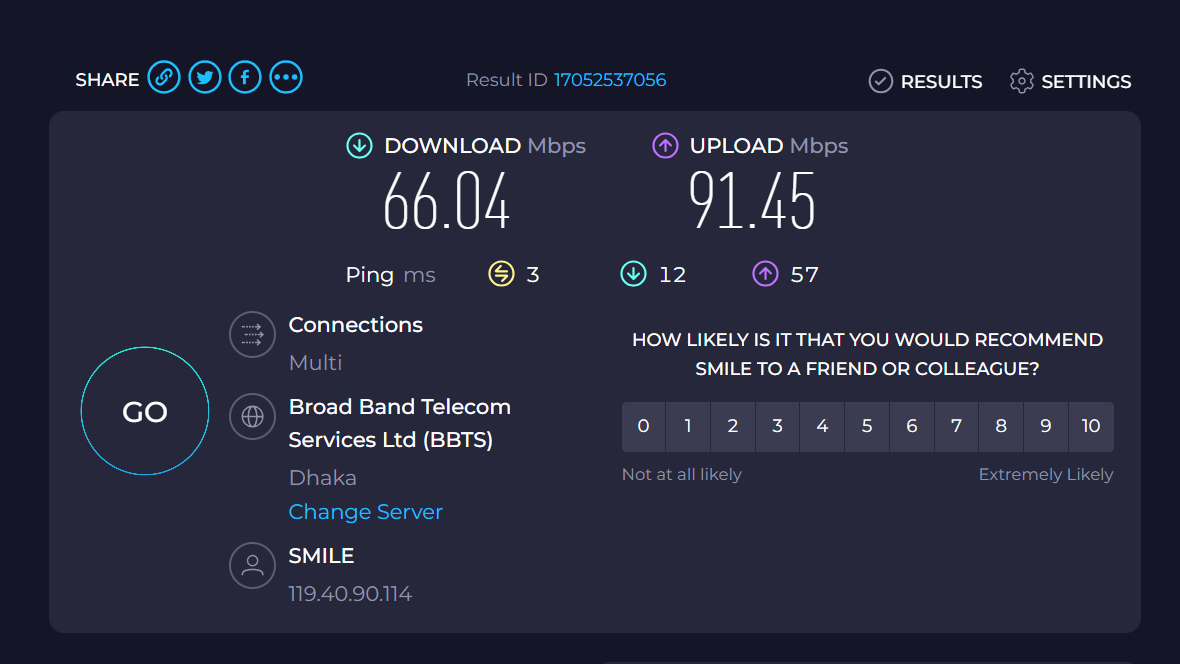 SHARE
Result ID 17052537056
RESULTS
SETTINGS
DOWNLOAD Mbps
66.04
UPLOAD Mbps
91.45
Ping ms 3 12 57
GO
Connections
Multi
Broad Band Telecom
Services Ltd (BBTS)
Dhaka
Change Server
SMILE
119.40.90.114
HOW LIKELY IS IT THAT YOU WOULD RECOMMEND
SMILE TO A FRIEND OR COLLEAGUE?
0 1 2 3 4 5 6 7 8 9 10
Not at all likely
Extremely Likely